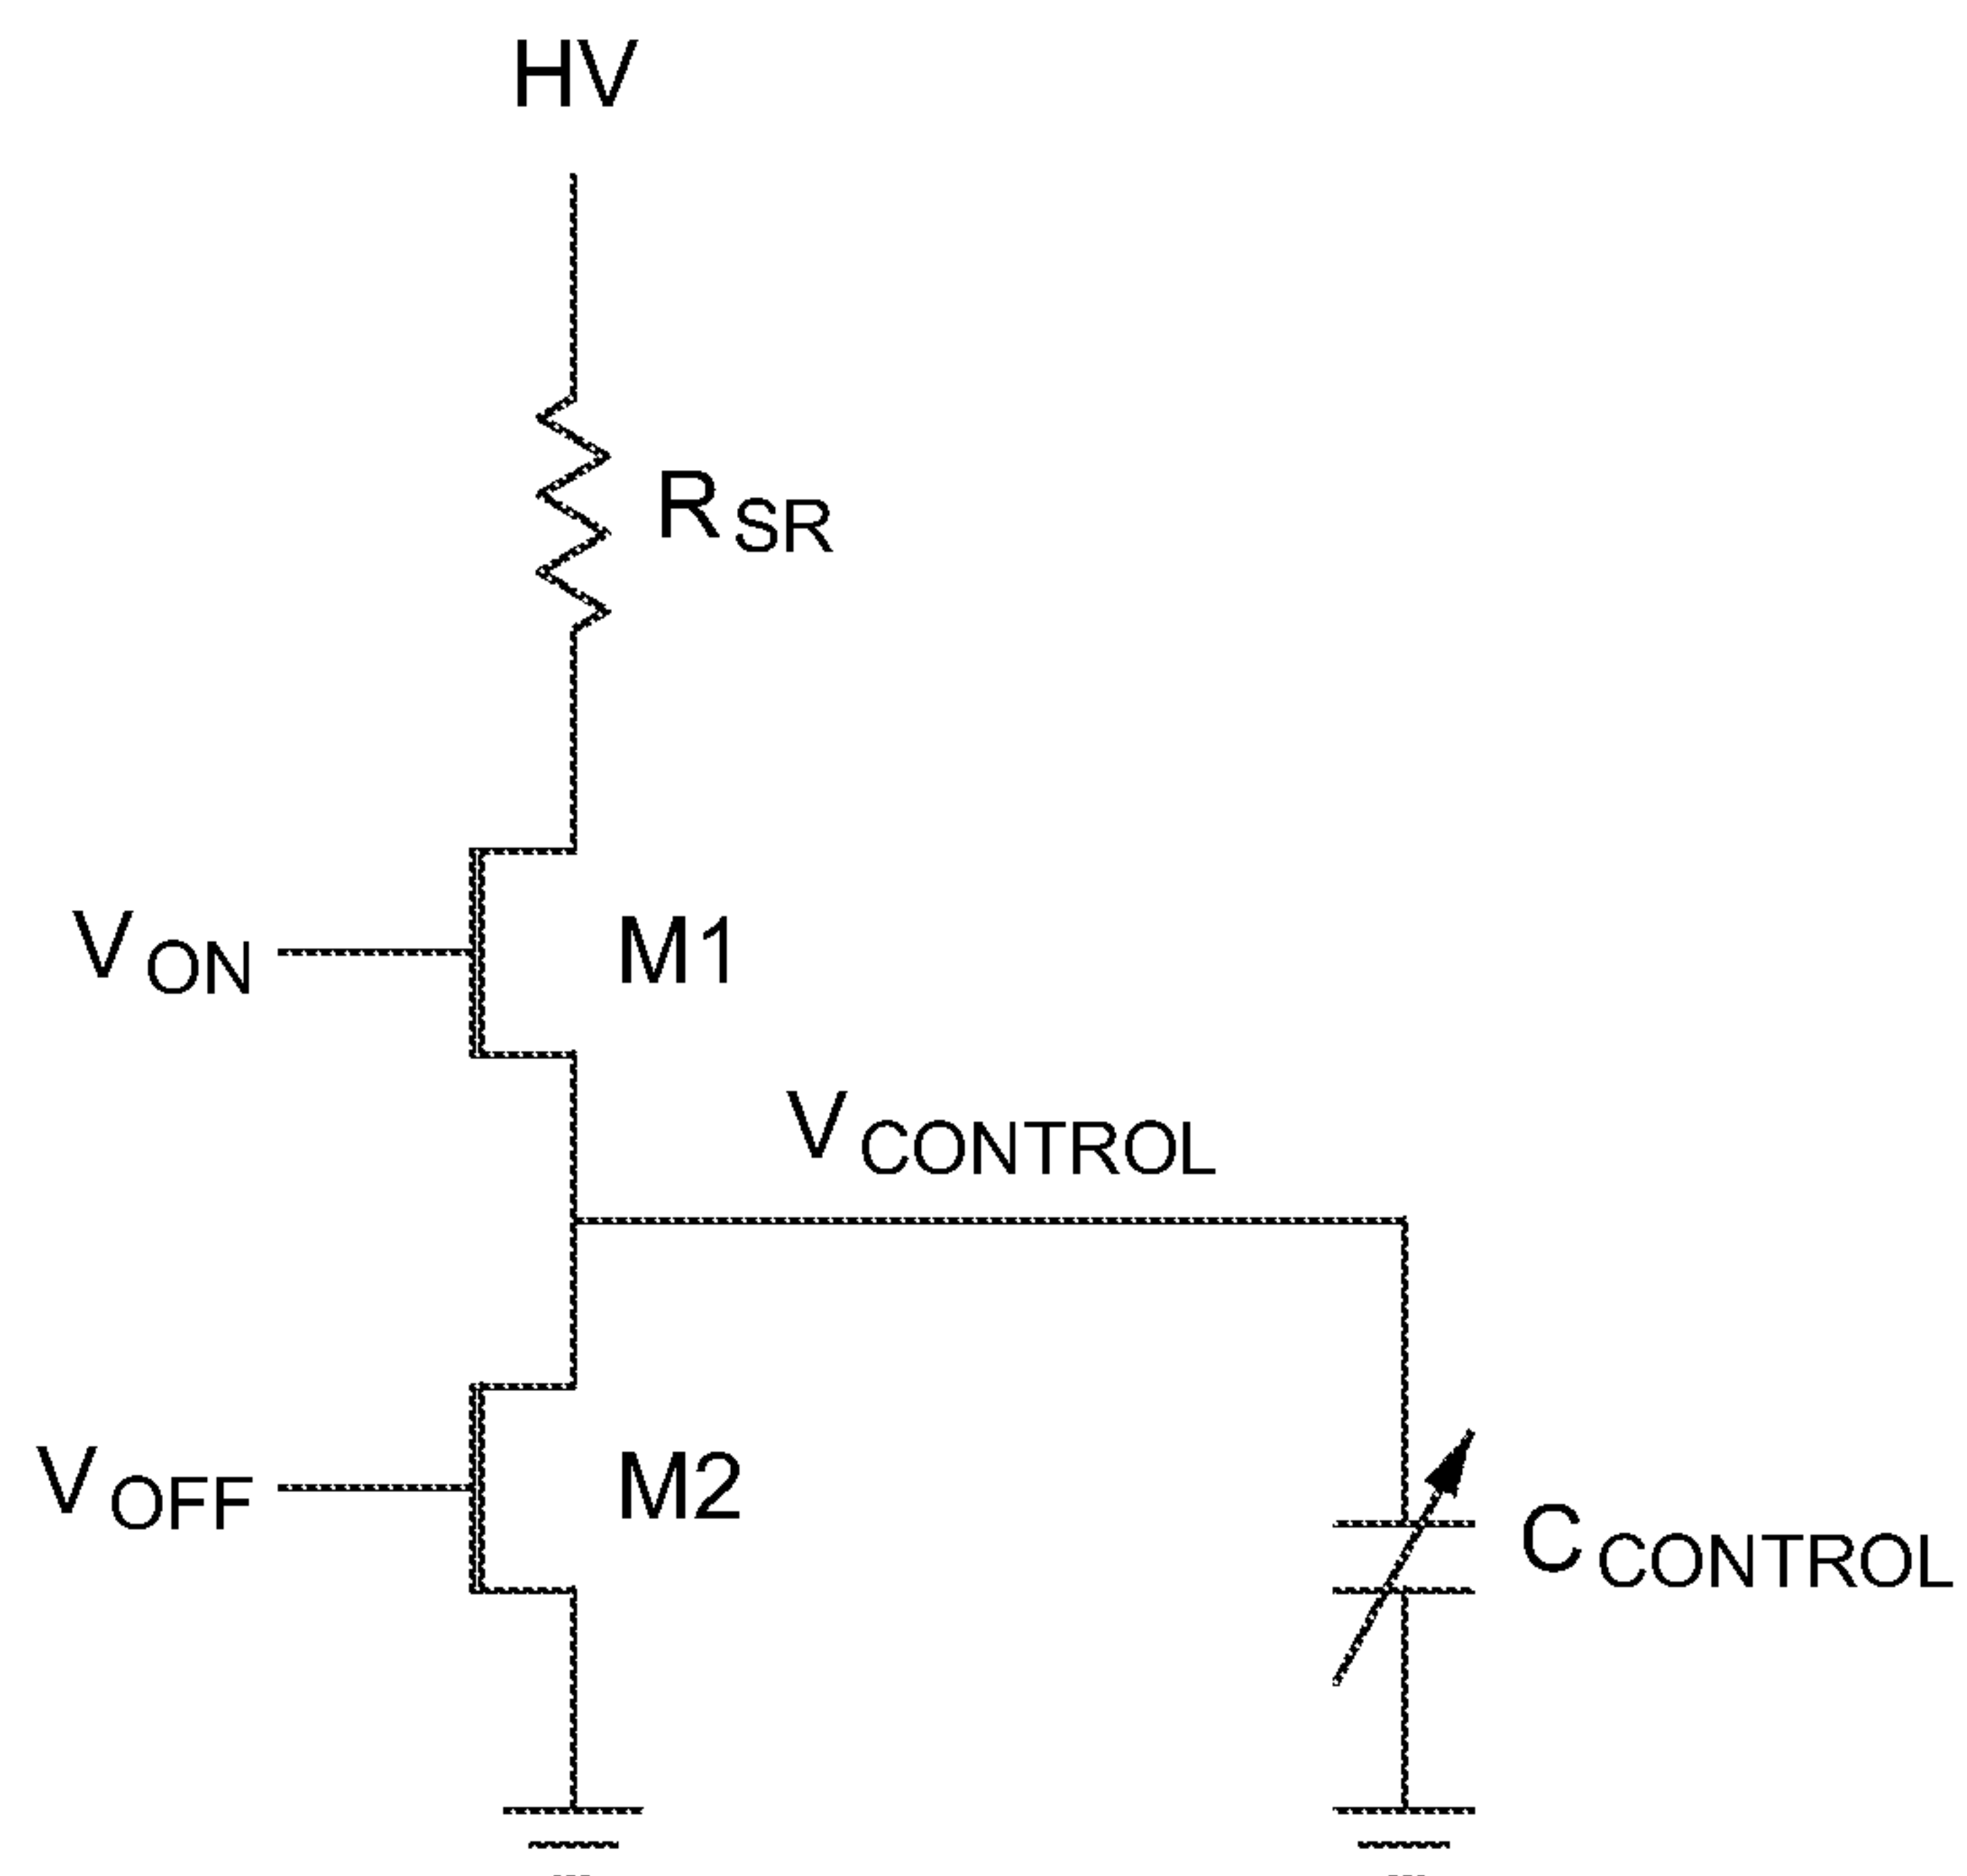 HV
RSR
VON
M1
VCONTROL
VOFF
M2
CCONTROL